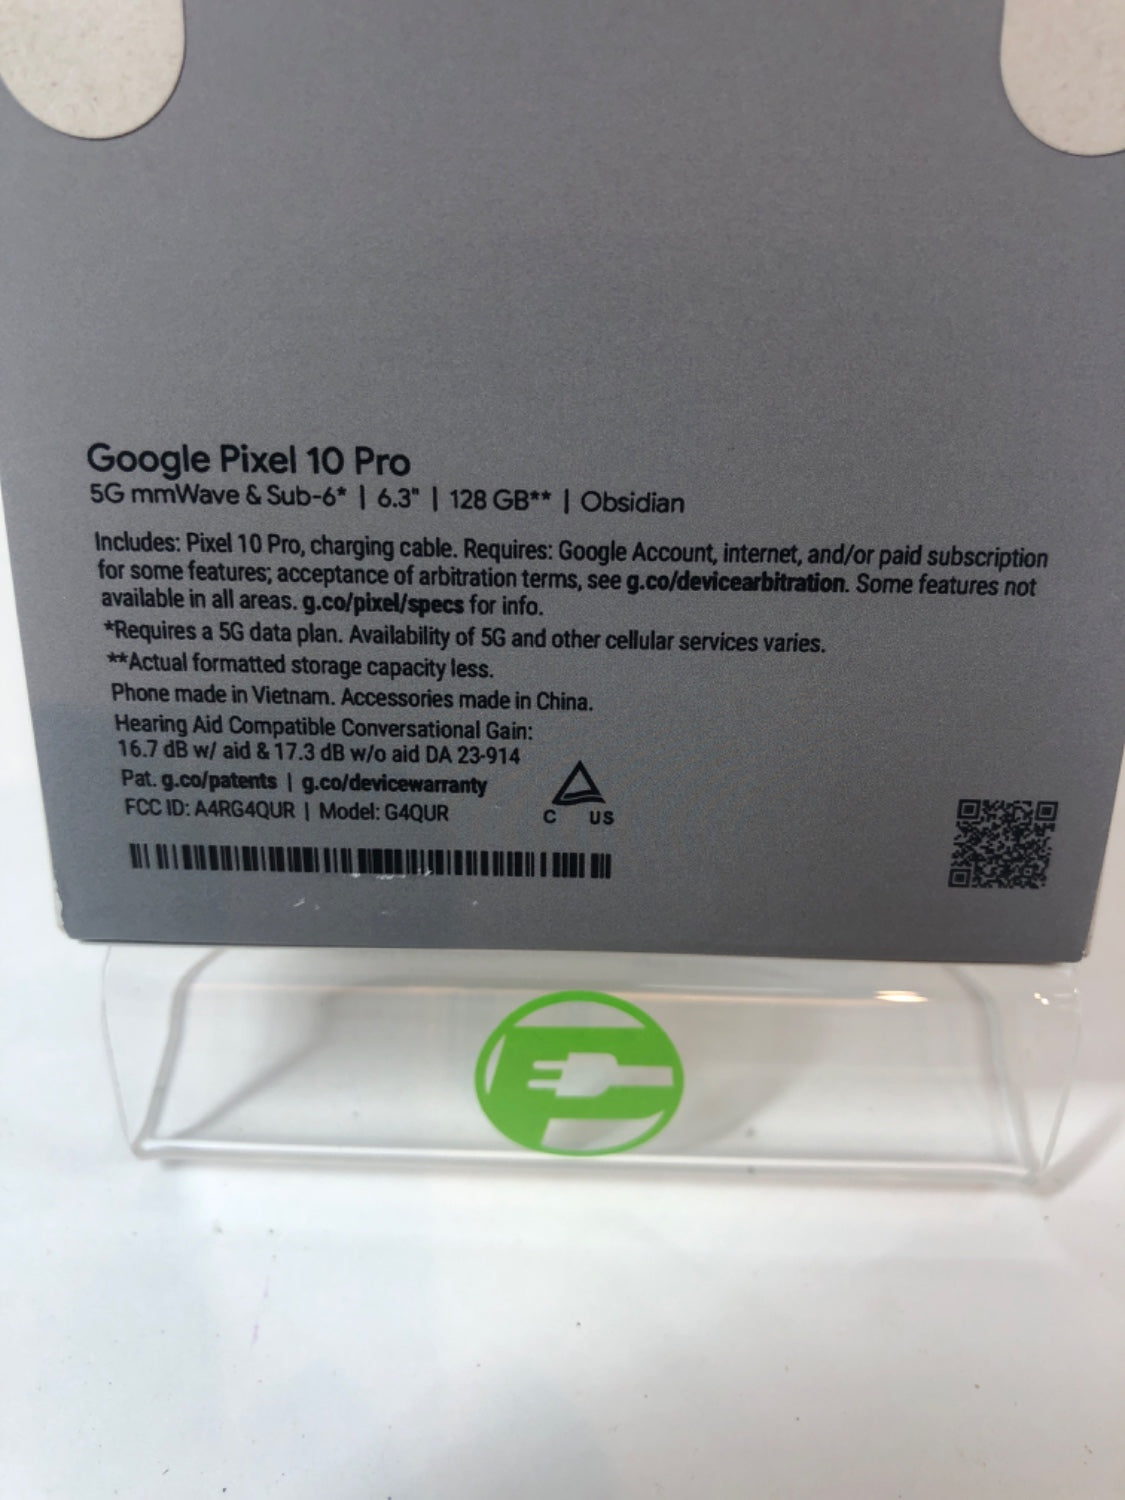 Google Pixel 10 Pro
5G mmWave & Sub-6* | 6.3" | 128 GB** | Obsidian
Includes: Pixel 10 Pro, charging cable. Requires: Google Account, internet, and/or paid subscription
for some features; acceptance of arbitration terms, see g.co/devicearbitration. Some features not
available in all areas. g.co/pixel/specs for info.
*Requires a 5G data plan. Availability of 5G and other cellular services varies.
**Actual formatted storage capacity less.
Phone made in Vietnam. Accessories made in China.
Hearing Aid Compatible Conversational Gain:
16.7 dB w/ aid & 17.3 dB w/o aid DA 23-914
Pat. g.co/patents | g.co/devicewarranty
FCC ID: A4RG4QUR | Model: G4QUR
C US